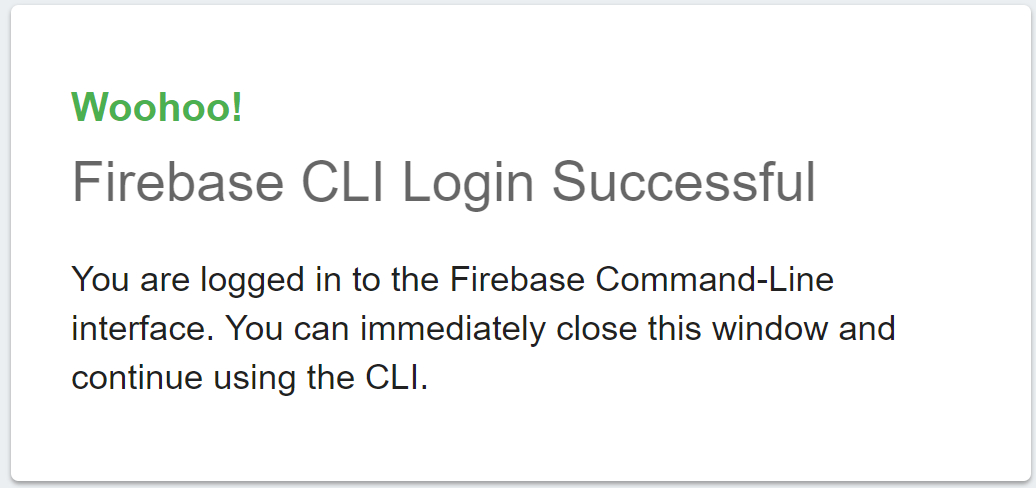 Woohoo!
Firebase CLI Login Successful
You are logged in to the Firebase Command-Line
interface. You can immediately close this window and
continue using the CLI.